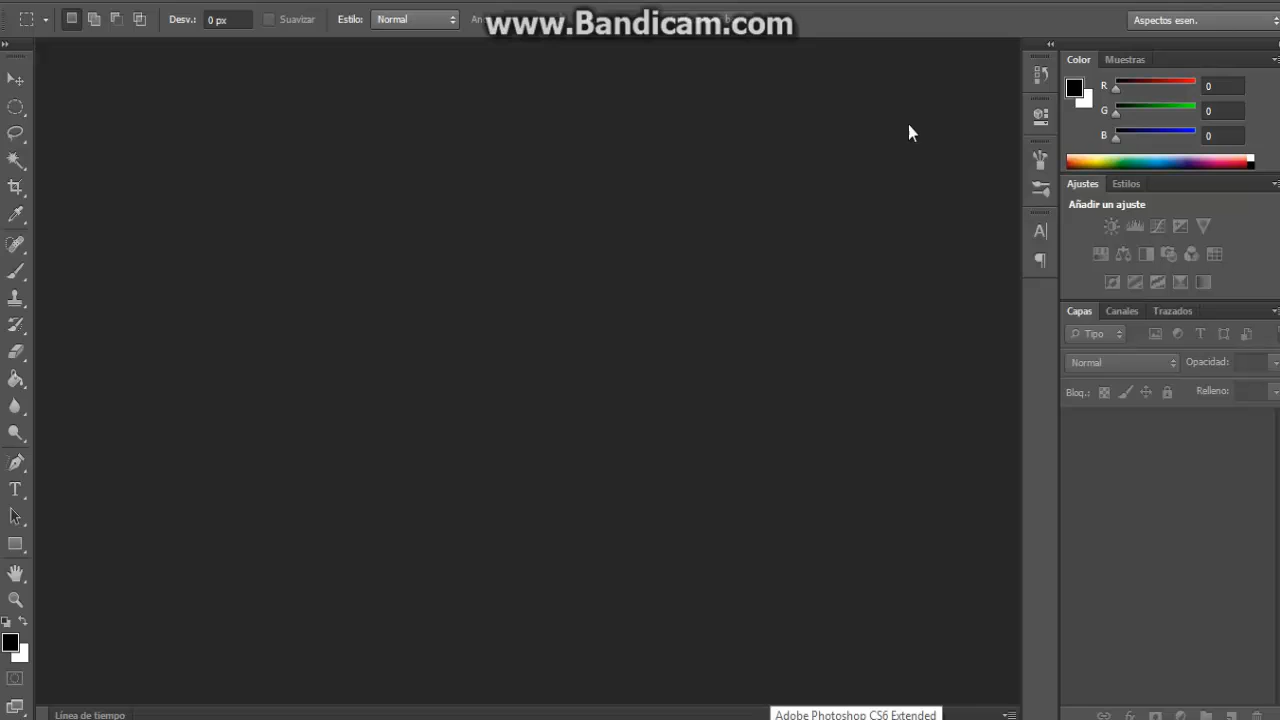 Desv.: 0 px Suavizar Estilo: Normal
www.Bandicam.com
Aspectos esen.
Color Muestras
R 0
G 0
B 0
Ajustes Estilos
Añadir un ajuste
Capas Canales Trazados
Tipo
Normal Opacidad:
Bloq.: Relleno:
Línea de tiempo
Adobe Photoshop CS6 Extended